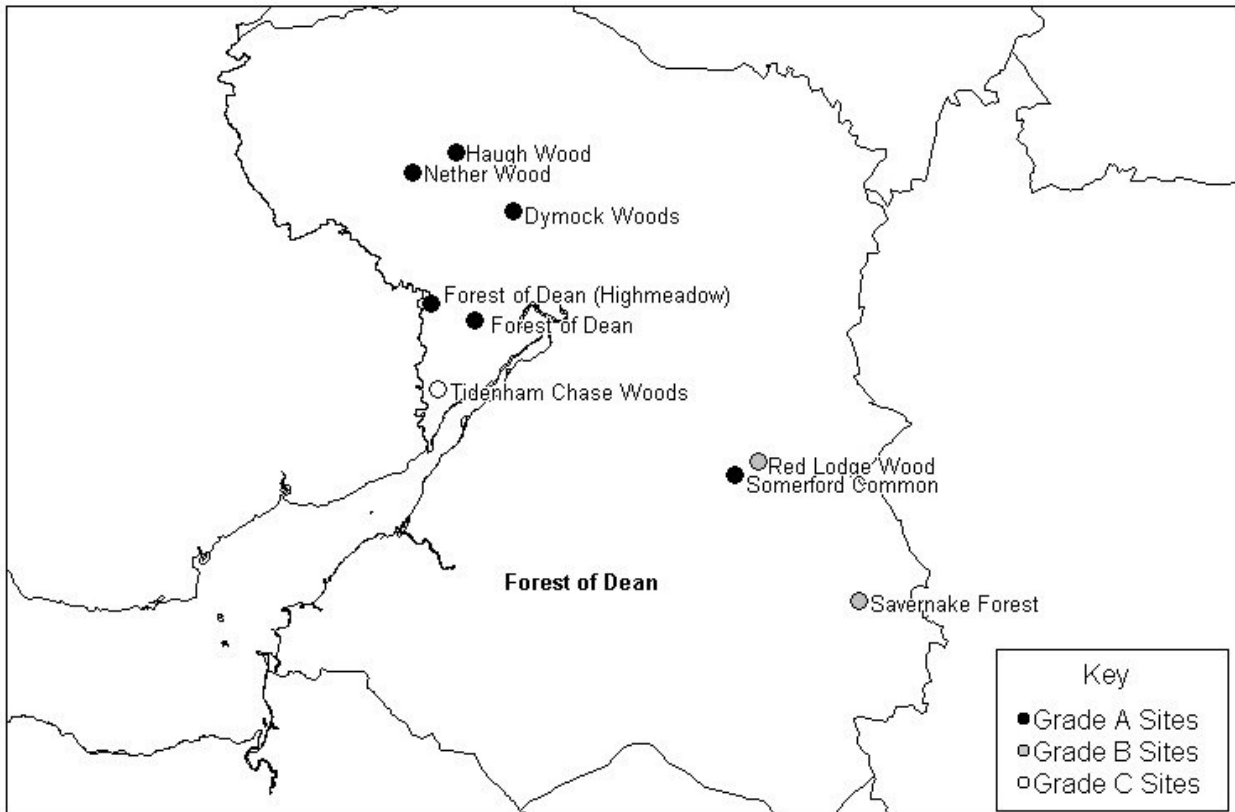 Haugh Wood
Nether Wood
Dymock Woods
Forest of Dean (Highmeadow)
Forest of Dean
Tidenham Chase Woods
Red Lodge Wood
Somerford Common
Forest of Dean
Savernake Forest
Key
Grade A Sites
Grade B Sites
Grade C Sites